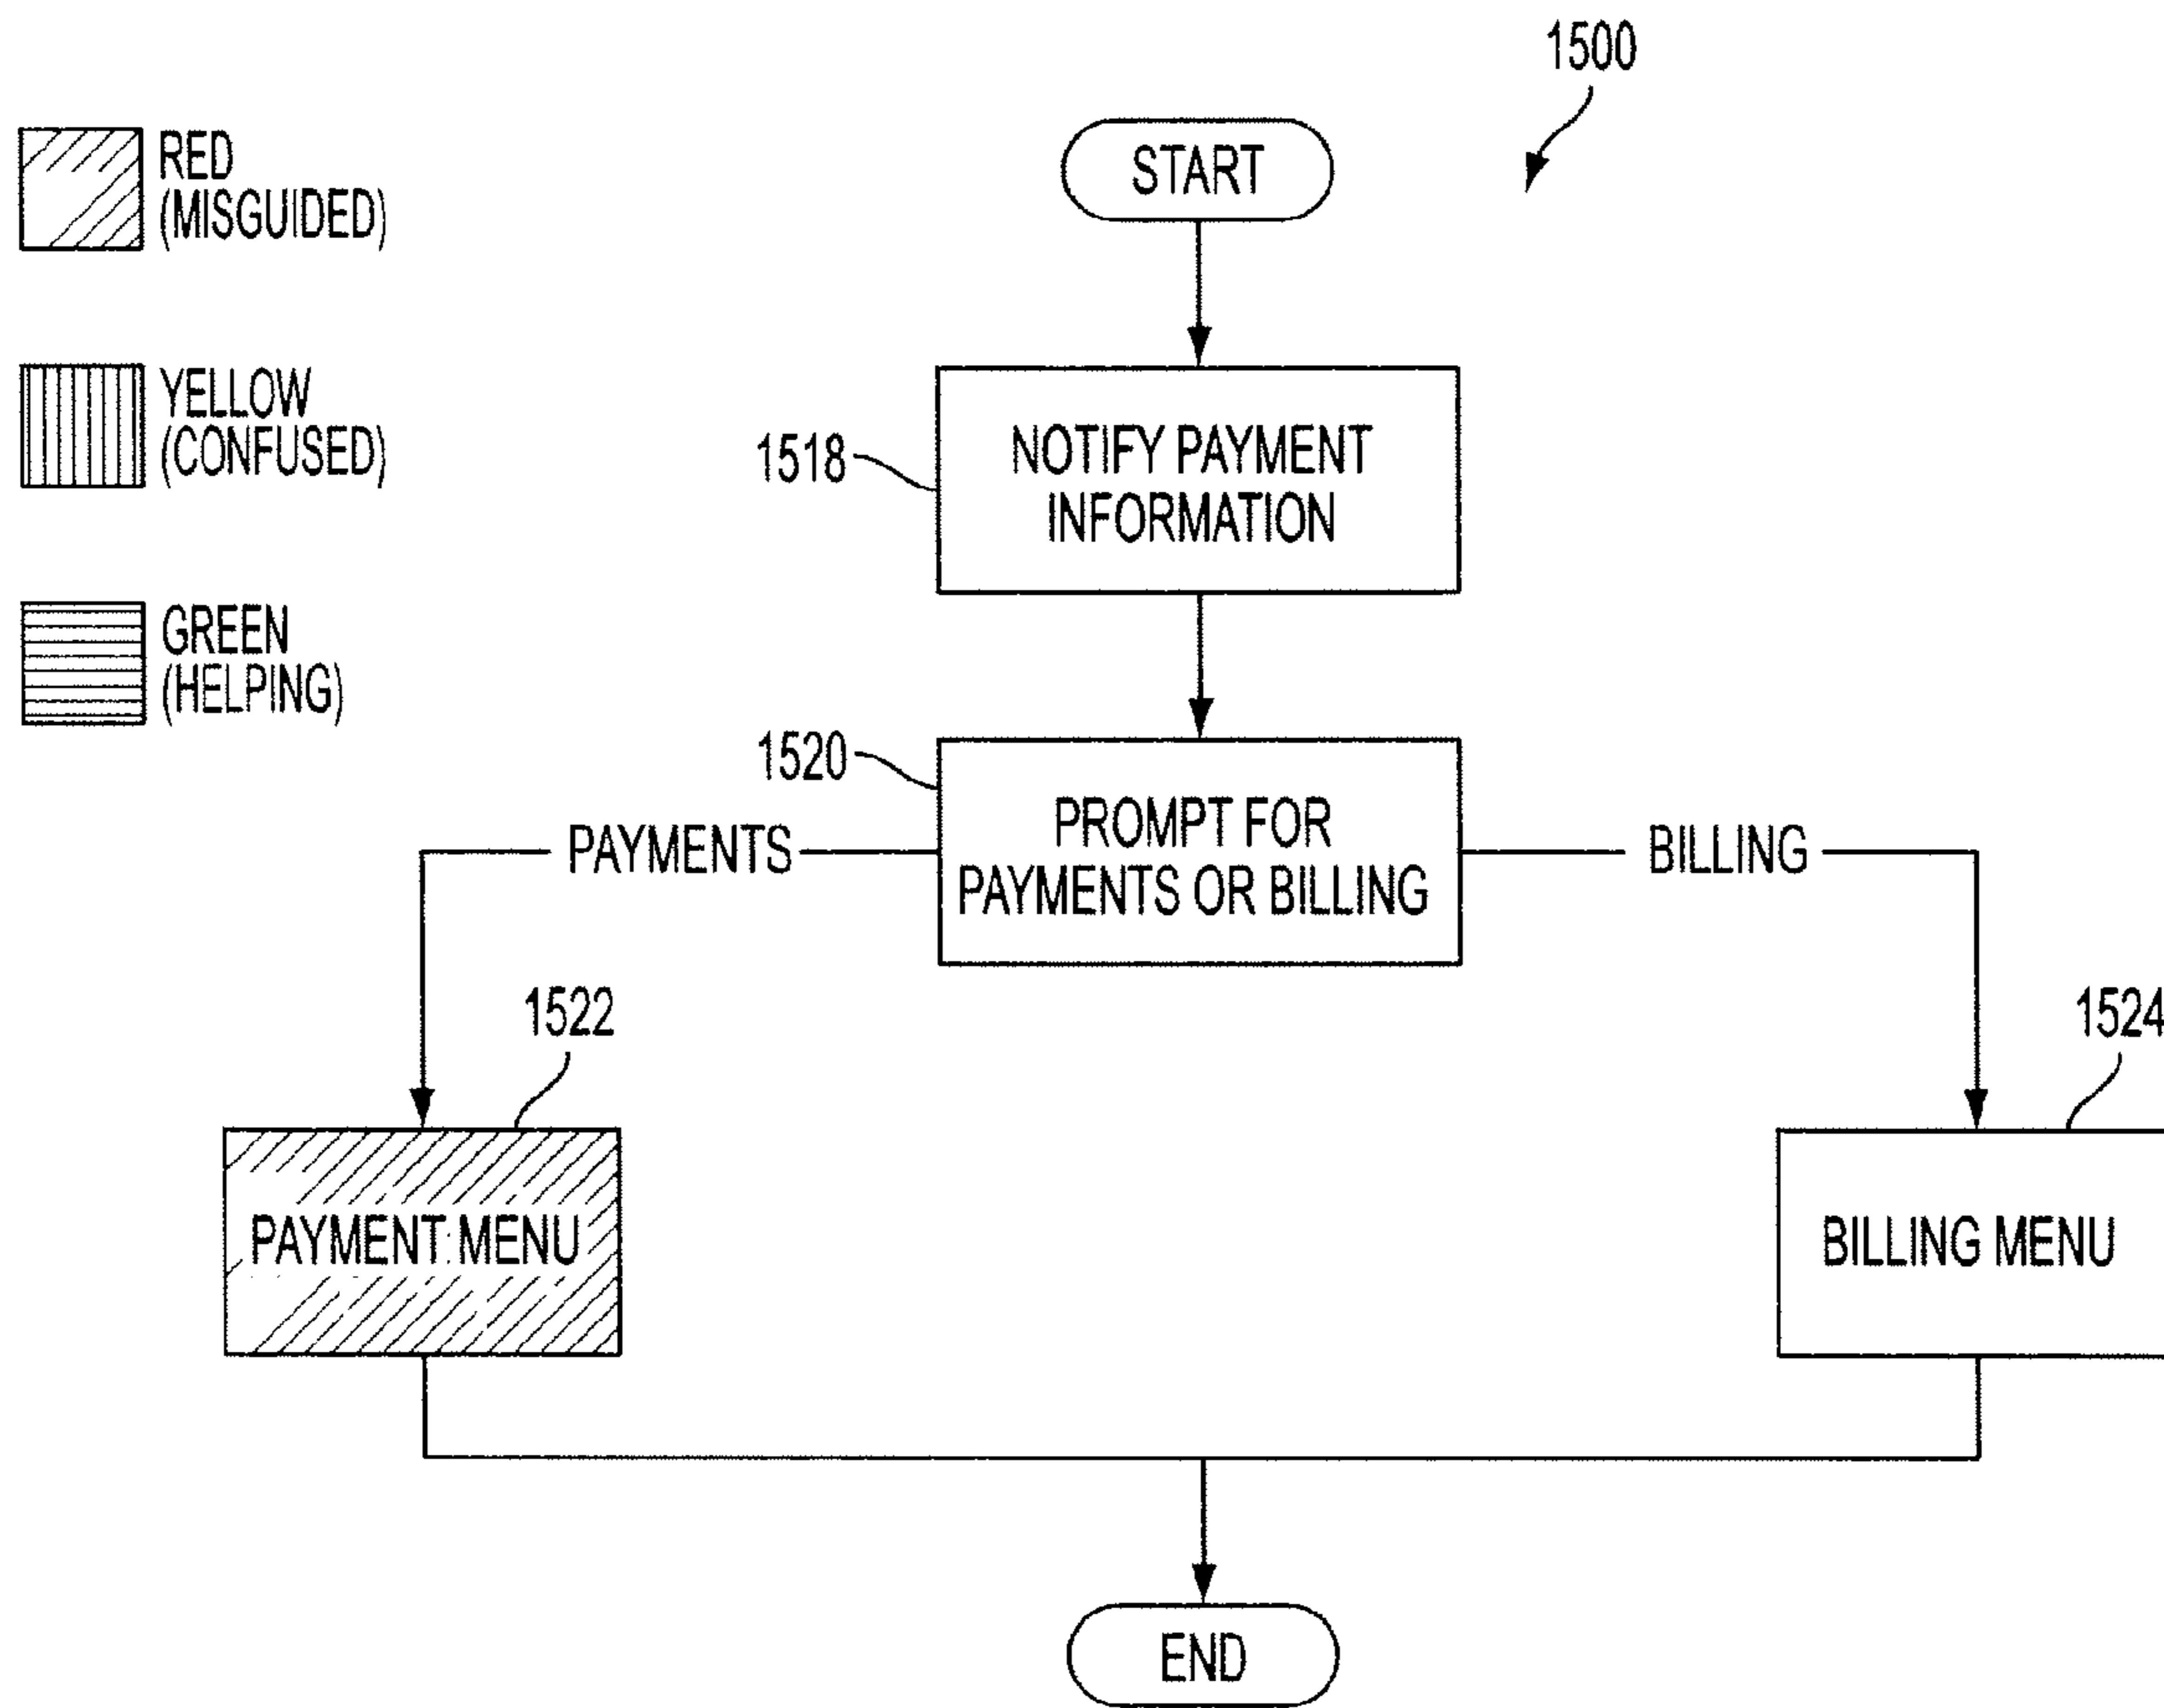 1500
RED
(MISGUIDED)
START
YELLOW
(CONFUSED)
1518
NOTIFY PAYMENT
INFORMATION
GREEN
(HELPING)
1520
PROMPT FOR
PAYMENTS OR BILLING
PAYMENTS
BILLING
1522
1524
PAYMENT MENU
BILLING MENU
END